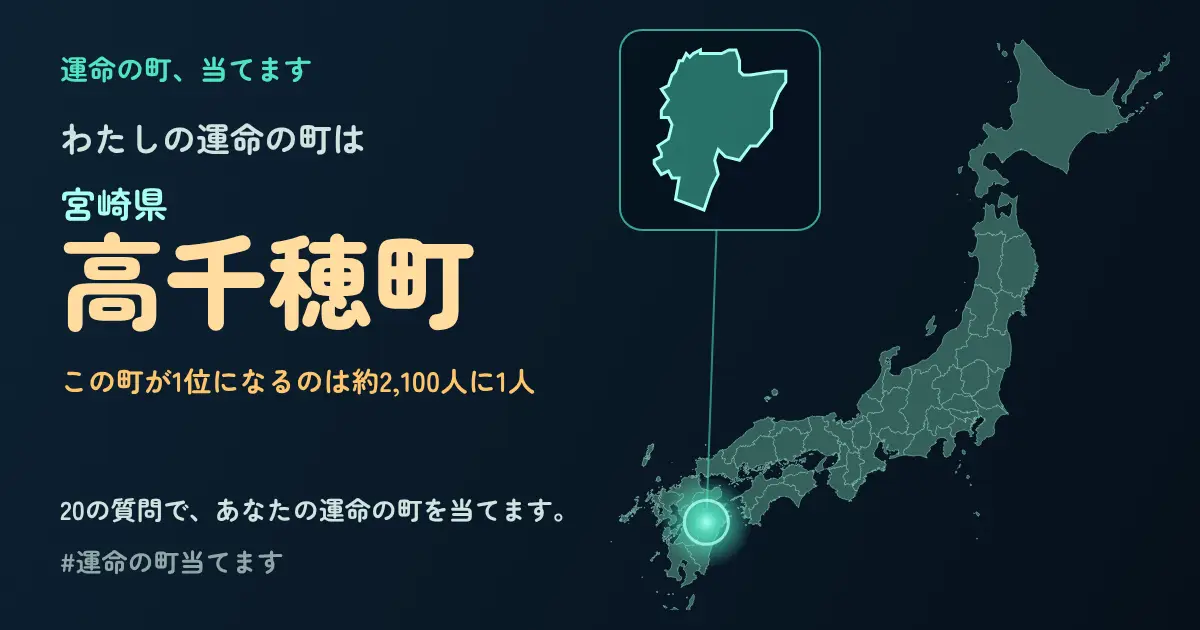 運命の町、当てます
わたしの運命の町は
宮崎県
高千穂町
この町が1位になるのは約2,100人に1人
20の質問で、あなたの運命の町を当てます。
#運命の町当てます